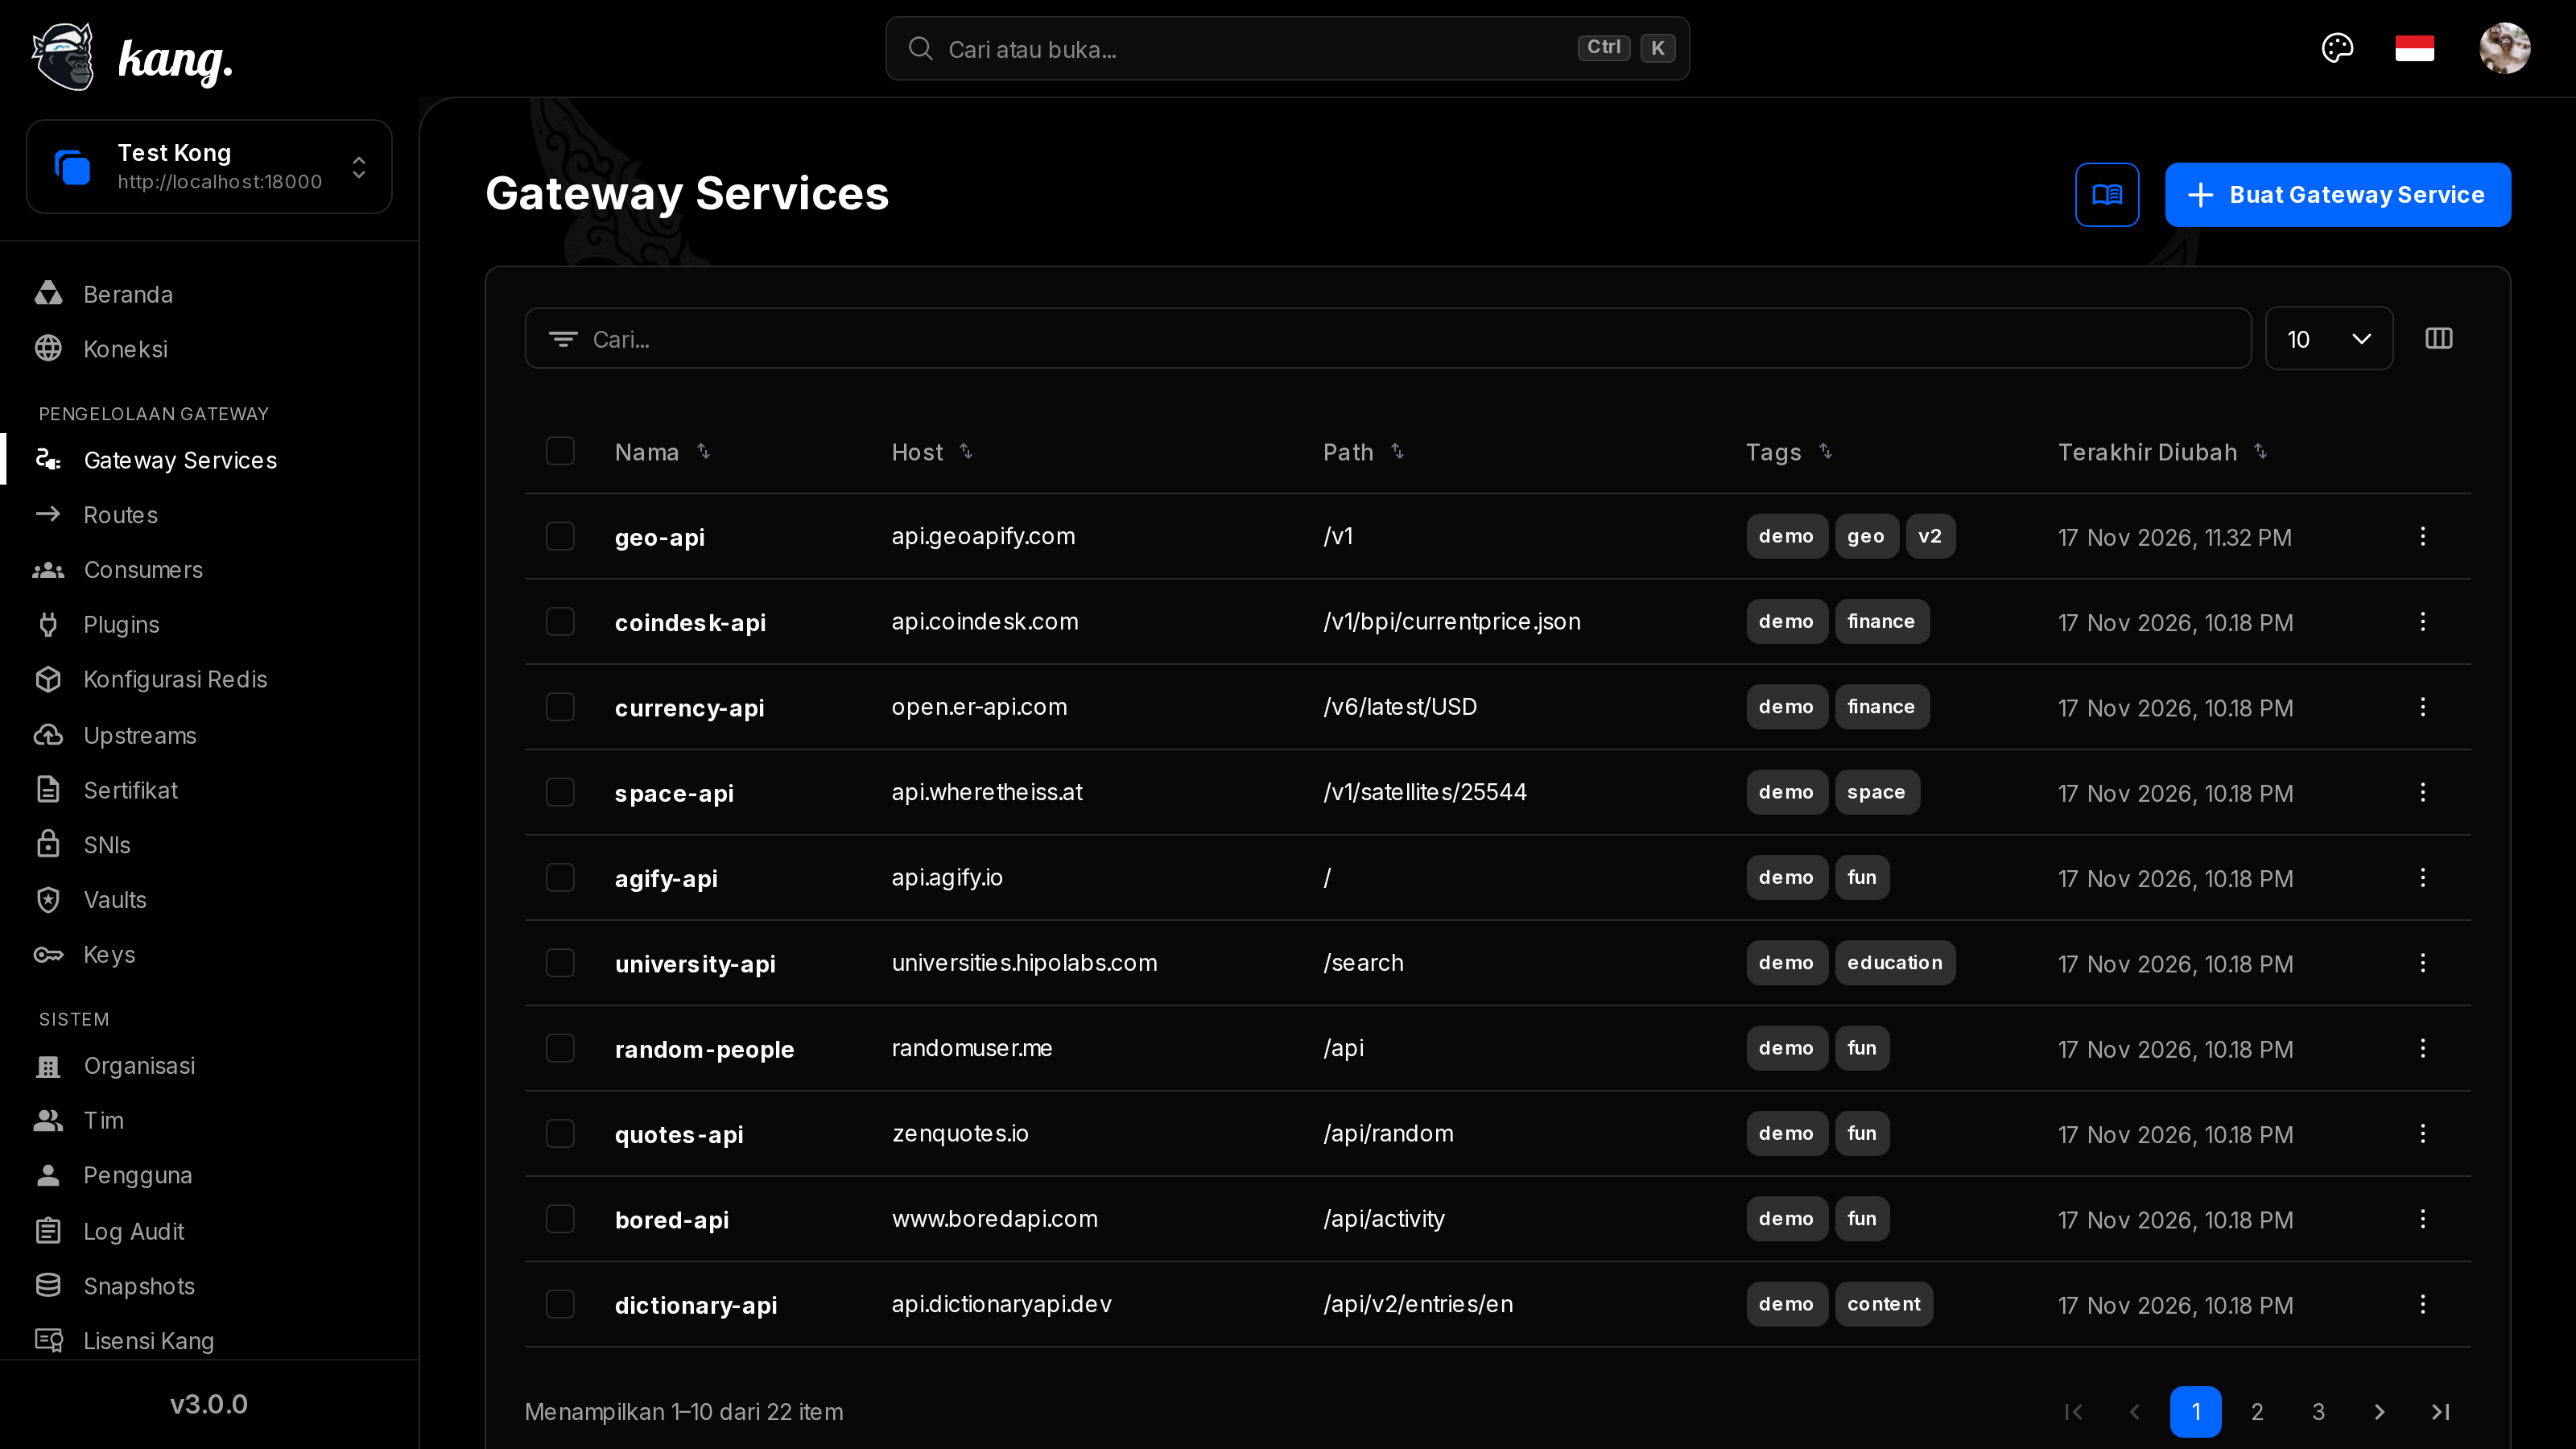 kang.
Cari atau buka...
Ctrl K
Test Kong
http://localhost:18000
Beranda
Koneksi
PENGELOLAAN GATEWAY
Gateway Services
Routes
Consumers
Plugins
Konfigurasi Redis
Upstreams
Sertifikat
SNIs
Vaults
Keys
SISTEM
Organisasi
Tim
Pengguna
Log Audit
Snapshots
Lisensi Kang
v3.0.0
Gateway Services
Buat Gateway Service
Cari...
10
Nama Host Path Tags Terakhir Diubah
geo-api api.geoapify.com /v1 demo geo v2 17 Nov 2026, 11.32 PM
coindesk-api api.coindesk.com /v1/bpi/currentprice.json demo finance 17 Nov 2026, 10.18 PM
currency-api open.er-api.com /v6/latest/USD demo finance 17 Nov 2026, 10.18 PM
space-api api.wheretheiss.at /v1/satellites/25544 demo space 17 Nov 2026, 10.18 PM
agify-api api.agify.io / demo fun 17 Nov 2026, 10.18 PM
university-api universities.hipolabs.com /search demo education 17 Nov 2026, 10.18 PM
random-people randomuser.me /api demo fun 17 Nov 2026, 10.18 PM
quotes-api zenquotes.io /api/random demo fun 17 Nov 2026, 10.18 PM
bored-api www.boredapi.com /api/activity demo fun 17 Nov 2026, 10.18 PM
dictionary-api api.dictionaryapi.dev /api/v2/entries/en demo content 17 Nov 2026, 10.18 PM
Menampilkan 1–10 dari 22 item
1 2 3